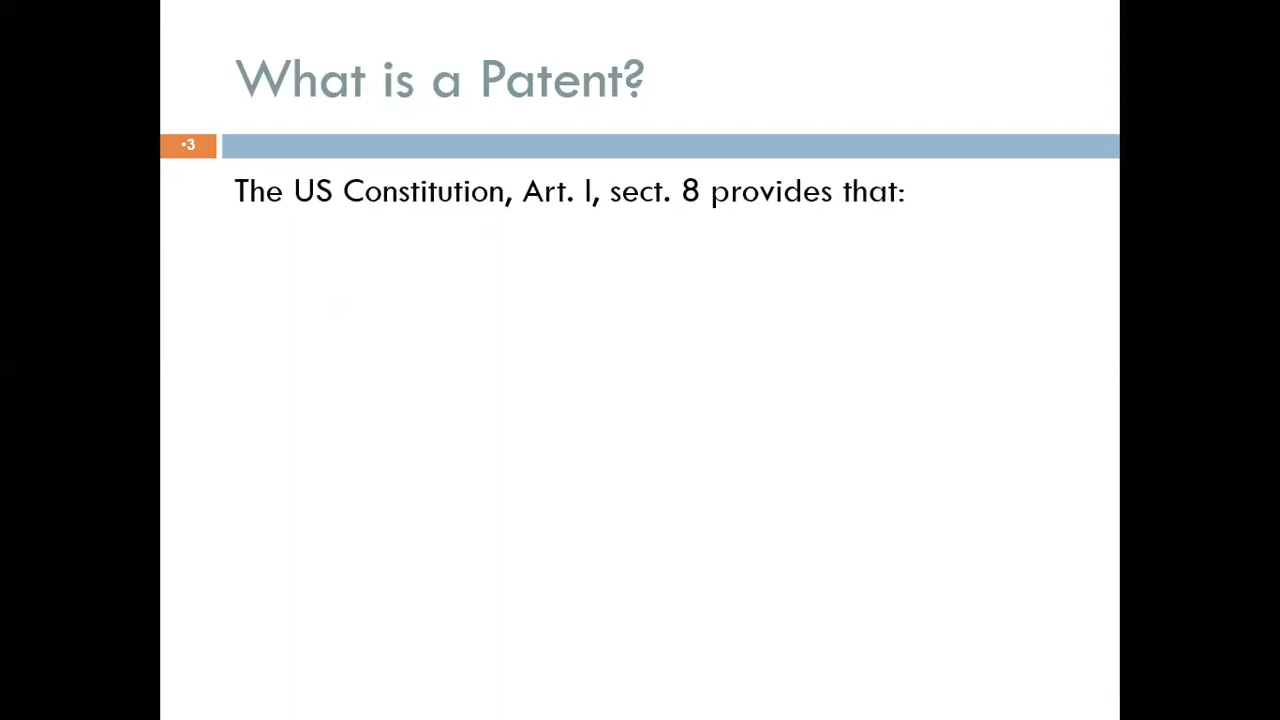 What is a Patent?
•3
The US Constitution, Art. I, sect. 8 provides that: